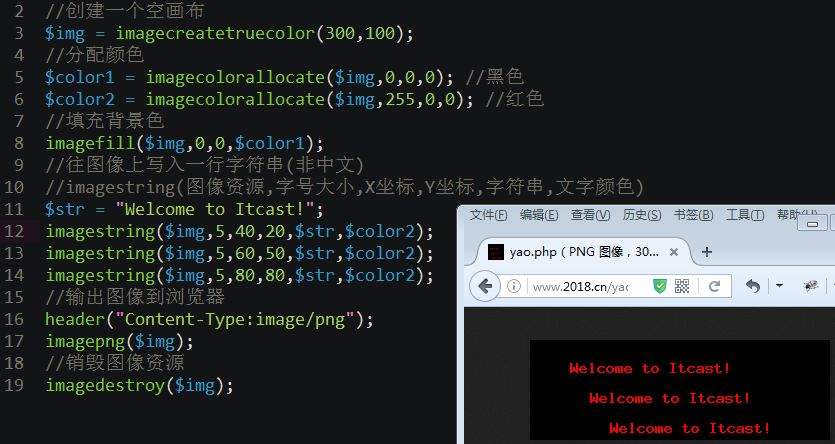 2 //创建一个空画布
3 $img = imagecreatetruecolor(300,100);
4 //分配颜色
5 $color1 = imagecolorallocate($img,0,0,0); //黑色
6 $color2 = imagecolorallocate($img,255,0,0); //红色
7 //填充背景色
8 imagefill($img,0,0,$color1);
9 //往图像上写入一行字符串(非中文)
10 //imagestring(图像资源,字号大小,X坐标,Y坐标,字符串,文字颜色)
11 $str = "Welcome to Itcast!";
12 imagestring($img,5,40,20,$str,$color2);
13 imagestring($img,5,60,50,$str,$color2);
14 imagestring($img,5,80,80,$str,$color2);
15 //输出图像到浏览器
16 header("Content-Type:image/png");
17 imagepng($img);
18 //销毁图像资源
19 imagedestroy($img);
文件(F) 编辑(E) 查看(V) 历史(S) 书签(B) 工具(T) 帮助
yao.php ( PNG 图像 , 30...
www.2018.cn/yao
Welcome to Itcast!
Welcome to Itcast!
Welcome to Itcast!